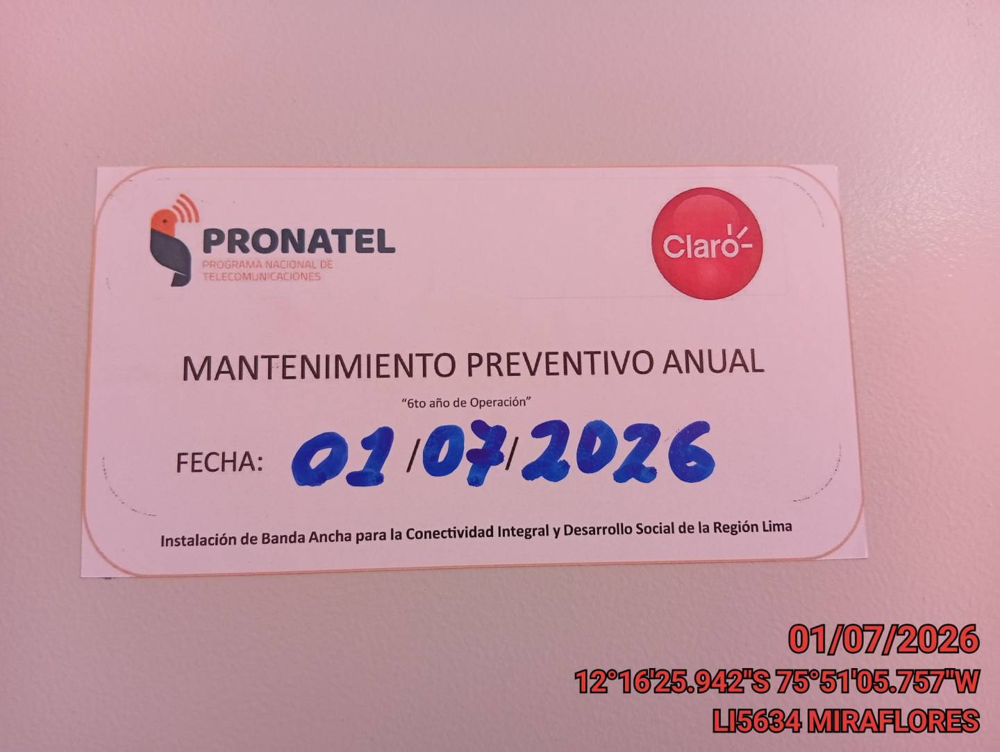 PRONATEL
PROGRAMA NACIONAL DE
TELECOMUNICACIONES
Claro
MANTENIMIENTO PREVENTIVO ANUAL
“6to año de Operación”
FECHA: 01/07/2026
Instalación de Banda Ancha para la Conectividad Integral y Desarrollo Social de la Región Lima
01/07/2026
12°16'25.942"S 75°51'05.757"W
LI5634 MIRAFLORES